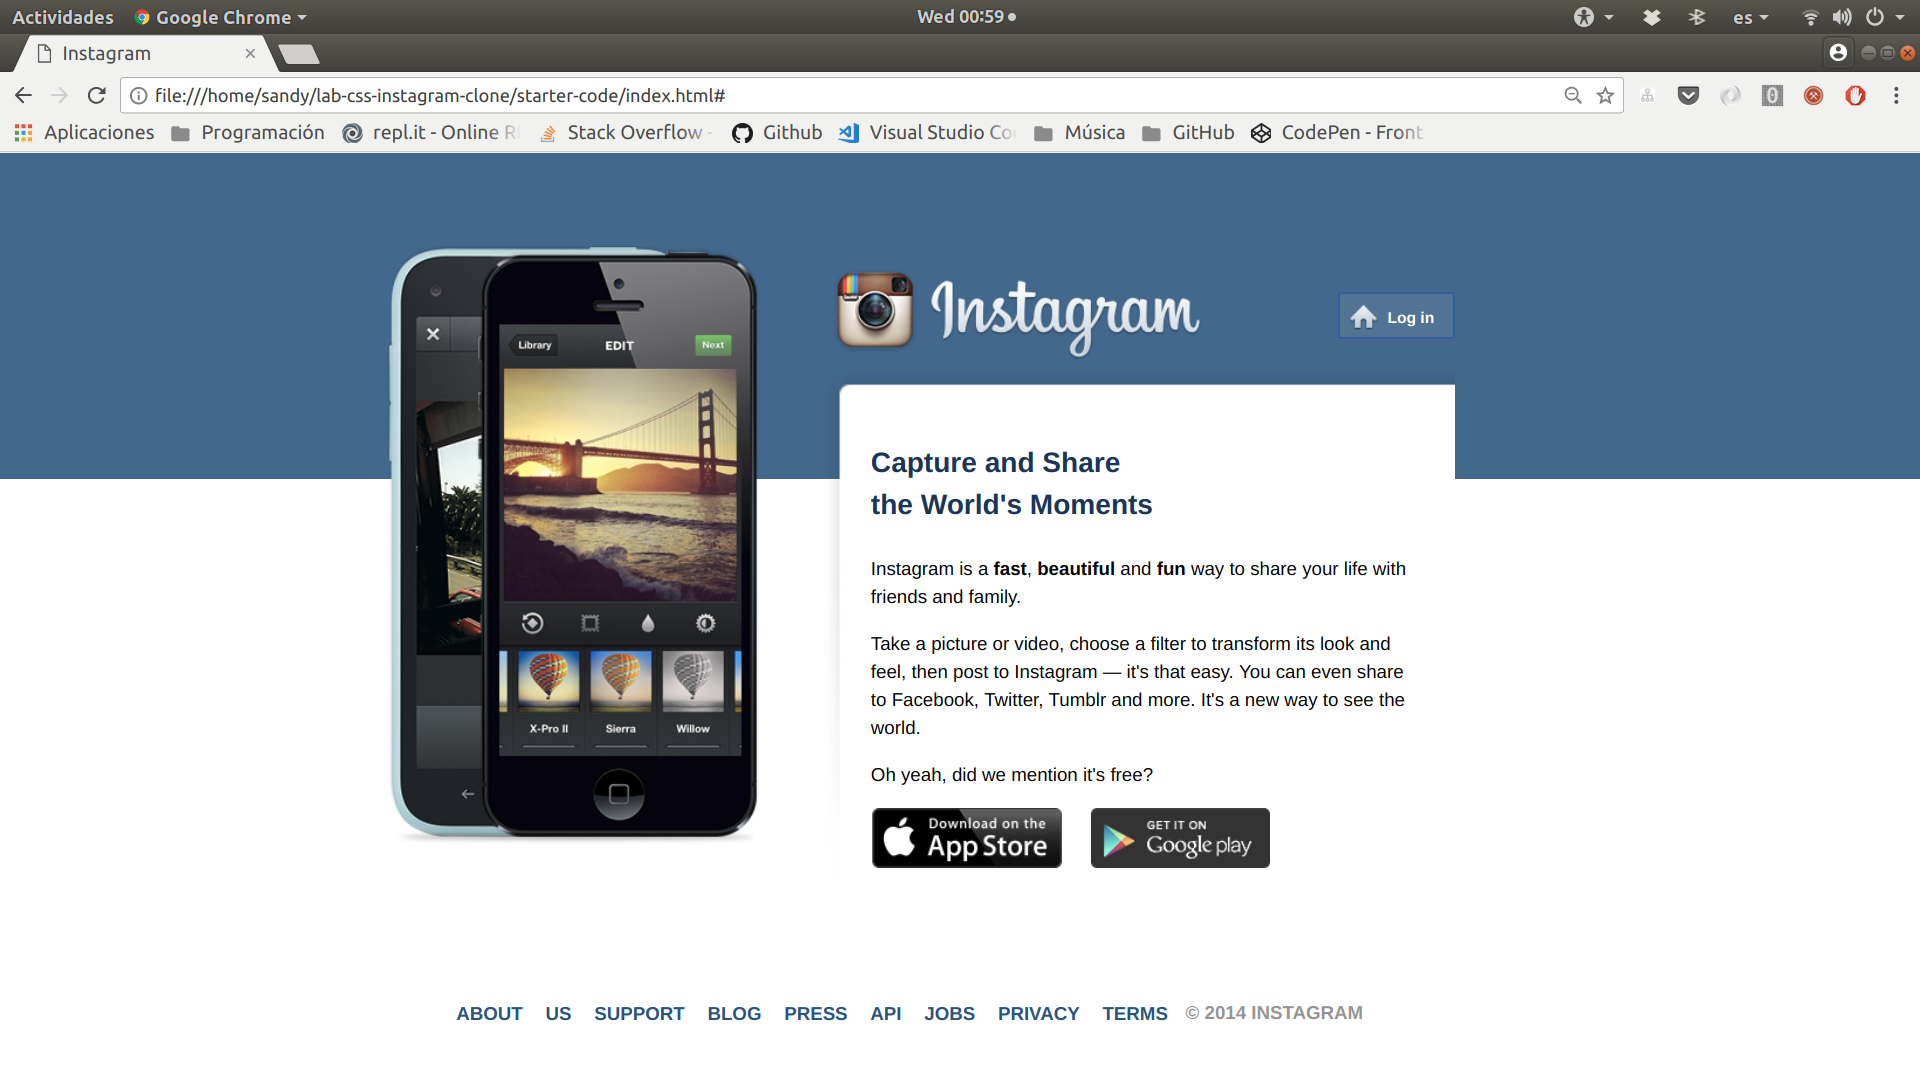 Actividades Google Chrome Wed 00:59 es
Instagram
file:///home/sandy/lab-css-instagram-clone/starter-code/index.html#
Aplicaciones Programación repl.it - Online Stack Overflow - Github Visual Studio Música GitHub CodePen - Front
Instagram
Log in
Library EDIT Next
X-Pro II Sierra Willow
Capture and Share
the World's Moments
Instagram is a fast, beautiful and fun way to share your life with
friends and family.
Take a picture or video, choose a filter to transform its look and
feel, then post to Instagram — it's that easy. You can even share
to Facebook, Twitter, Tumblr and more. It's a new way to see the
world.
Oh yeah, did we mention it's free?
Download on the
App Store
GET IT ON
Google play
ABOUT US SUPPORT BLOG PRESS API JOBS PRIVACY TERMS © 2014 INSTAGRAM